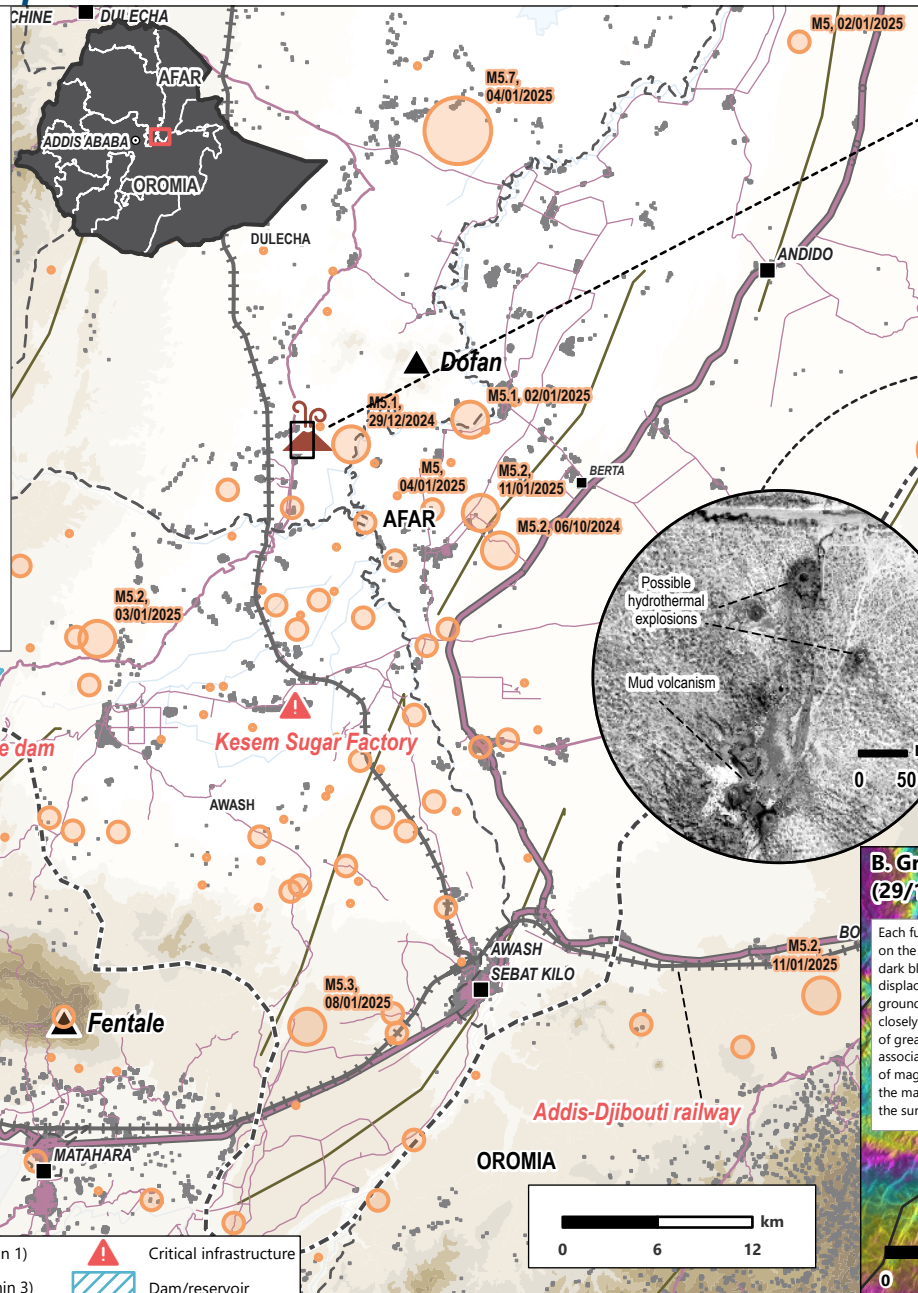 CHINE
DULECHA
M5, 02/01/2025
AFAR
M5.7,
04/01/2025
ADDIS ABABA
OROMIA
DULECHA
ANDIDO
Dofan
M5.1,
29/12/2024
M5.1, 02/01/2025
M5,
04/01/2025
M5.2,
11/01/2025
BERTA
AFAR
M5.2, 06/10/2024
Possible
hydrothermal
explosions
M5.2,
03/01/2025
Mud volcanism
e dam
Kesem Sugar Factory
0 50
AWASH
B. Gr
(29/
Each fu
on the
dark bl
displac
ground
closely
of grea
associa
of mag
the ma
the sur
BO
AWASH
SEBAT KILO
M5.2,
11/01/2025
M5.3,
08/01/2025
Fentale
Addis-Djibouti railway
MATAHARA
OROMIA
km
0 6 12
n 1)
Critical infrastructure
nin 3)
Dam/reservoir
0